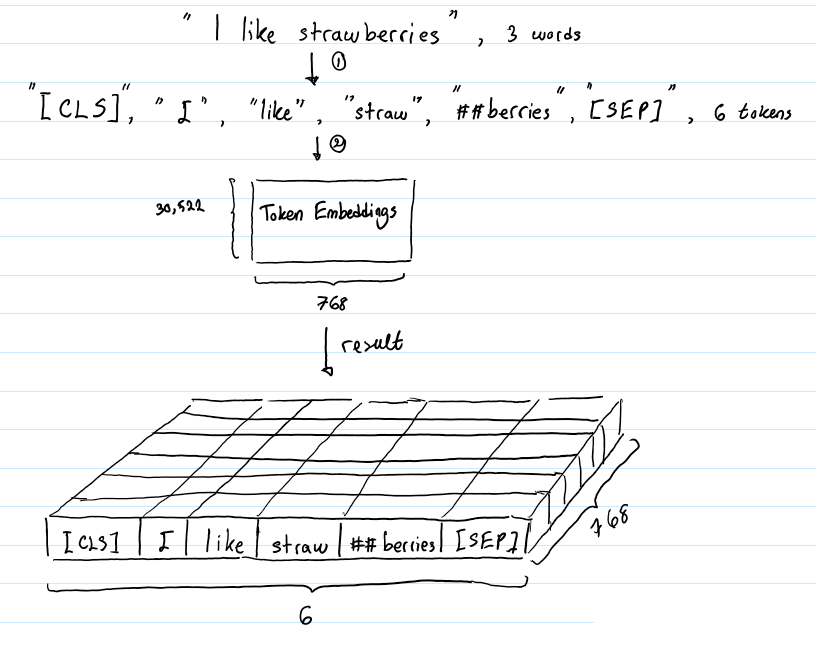 " I like strawberries " , 3 words
①
"[CLS]", "I", "like", "straw", "##berries", "[SEP]", 6 tokens
②
30,522
Token Embeddings
768
result
[CLS] I like straw ##berries [SEP]
768
6